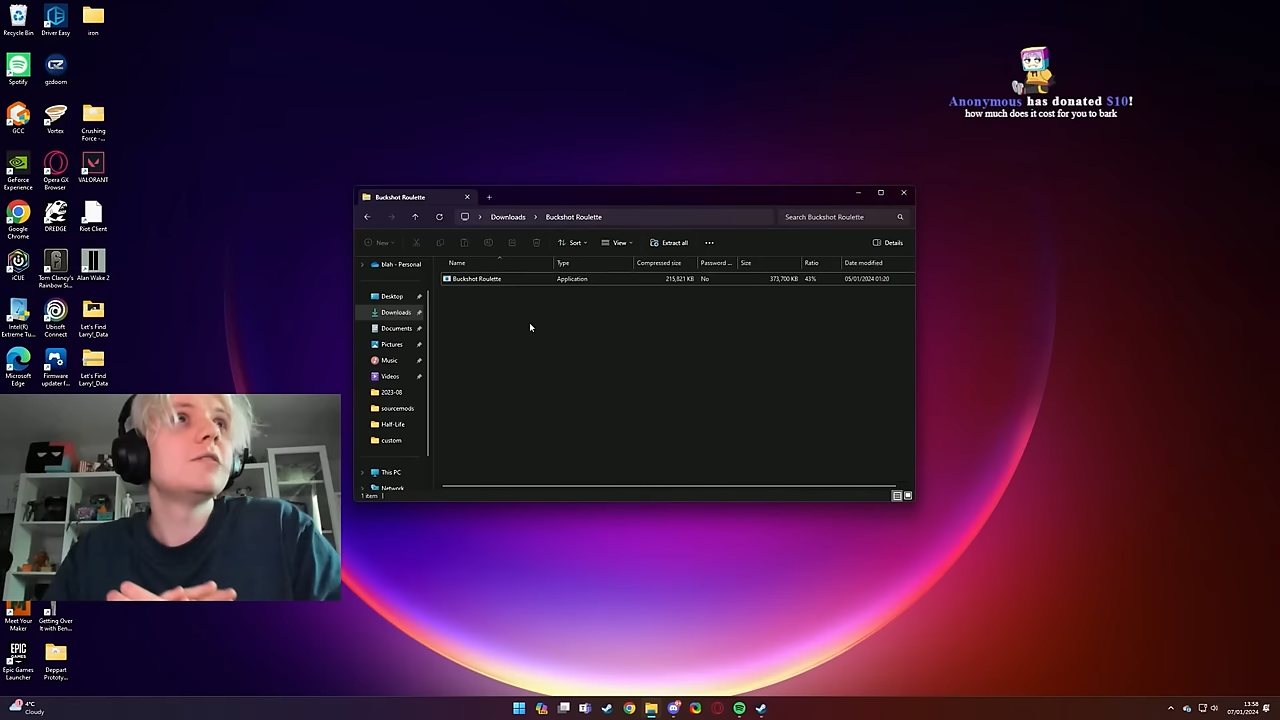 Recycle Bin
Driver Easy
iron
Spotify
gzdoom
GCC
Vortex
Crushing
Force - ...
GeForce
Experience
Opera GX
Browser
VALORANT
Google
Chrome
DREDGE
Riot Client
iCUE
Tom Clancy's
Rainbow Si...
Alan Wake 2
Intel(R)
Extreme Tu...
Ubisoft
Connect
Let's Find
Larry!_Data
Microsoft
Edge
Firmware
updater f...
Let's Find
Larry!_Data
Meet Your
Maker
Getting Over
It with Ben...
EPIC
GAMES
Epic Games
Launcher
Deppart
Prototy...
Anonymous has donated $10!
how much does it cost for you to bark
Buckshot Roulette
Downloads > Buckshot Roulette
Search Buckshot Roulette
New
Sort
View
Extract all
Details
Name
Type
Compressed size
Password ...
Size
Ratio
Date modified
Buckshot Roulette
Application
215,821 KB
No
373,700 KB
43%
05/01/2024 01:20
blah - Personal
Desktop
Downloads
Documents
Pictures
Music
Videos
2023-08
sourcemods
Half-Life
custom
This PC
Network
1 item
4°C
Cloudy
13:58
07/01/2024